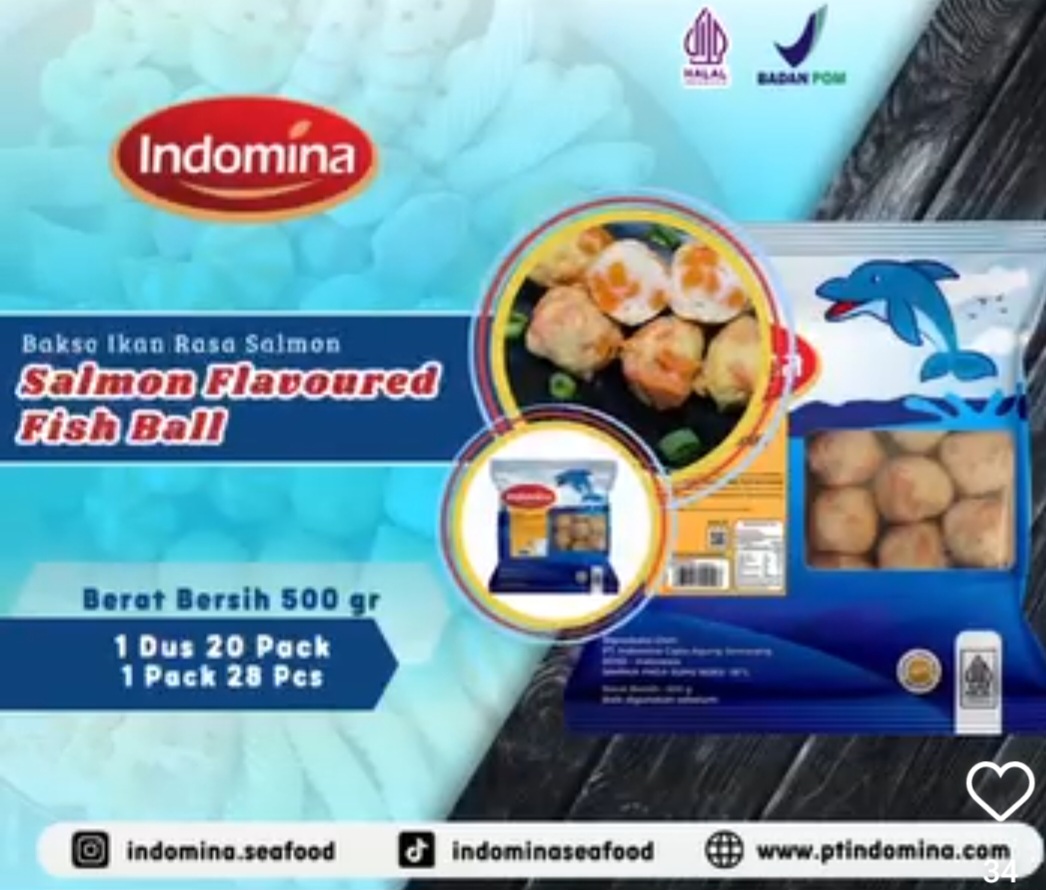 HALAL
BADAN POM
Indomina
Bakso Ikan Rasa Salmon
Salmon Flavoured
Fish Ball
Indomina
Berat Bersih 500 gr
1 Dus 20 Pack
1 Pack 28 Pcs
indomina.seafood
indominaseafood
www.ptindomina.com
34